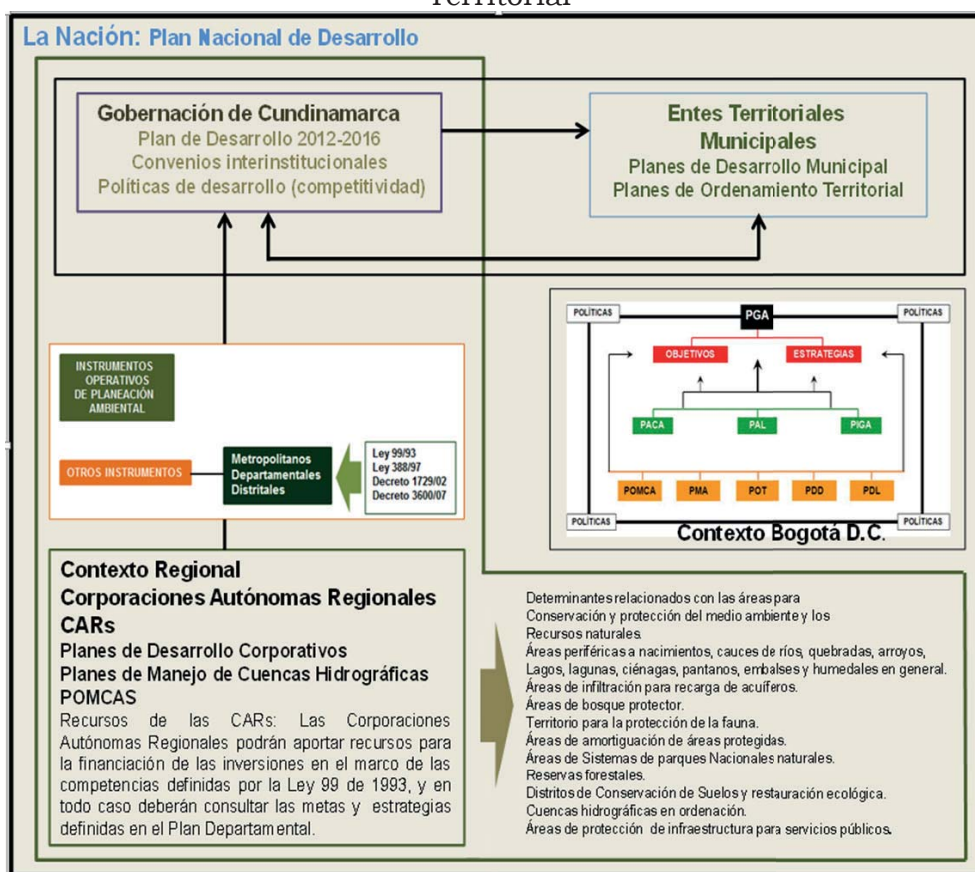 Territorial
La Nación: Plan Nacional de Desarrollo
Gobernación de Cundinamarca
Plan de Desarrollo 2012-2016
Convenios interinstitucionales
Políticas de desarrollo (competitividad)
Entes Territoriales
Municipales
Planes de Desarrollo Municipal
Planes de Ordenamiento Territorial
INSTRUMENTOS
OPERATIVOS
DE PLANEACIÓN
AMBIENTAL
OTROS INSTRUMENTOS
Metropolitanos
Departamentales
Distritales
Ley 99/93
Ley 388/97
Decreto 1729/02
Decreto 3600/07
POLÍTICAS
PGA
POLÍTICAS
OBJETIVOS
ESTRATEGIAS
PACA
PAL
PIGA
POMCA
PMA
POT
PDD
PDL
POLÍTICAS
POLÍTICAS
Contexto Bogotá D.C.
Contexto Regional
Corporaciones Autónomas Regionales
CARs
Planes de Desarrollo Corporativos
Planes de Manejo de Cuencas Hidrográficas
POMCAS
Recursos de las CARs: Las Corporaciones
Autónomas Regionales podrán aportar recursos para
la financiación de las inversiones en el marco de las
competencias definidas por la Ley 99 de 1993, y en
todo caso deberán consultar las metas y estrategias
definidas en el Plan Departamental.
Determinantes relacionados con las áreas para
Conservación y protección del medio ambiente y los
Recursos naturales.
Áreas periféricas a nacimientos, cauces de ríos, quebradas, arroyos,
Lagos, lagunas, ciénagas, pantanos, embalses y humedales en general.
Áreas de infiltración para recarga de acuíferos.
Áreas de bosque protector.
Territorio para la protección de la fauna.
Áreas de amortiguación de áreas protegidas.
Áreas de Sistemas de parques Nacionales naturales.
Reservas forestales.
Distritos de Conservación de Suelos y restauración ecológica.
Cuencas hidrográficas en ordenación.
Áreas de protección de infraestructura para servicios públicos.